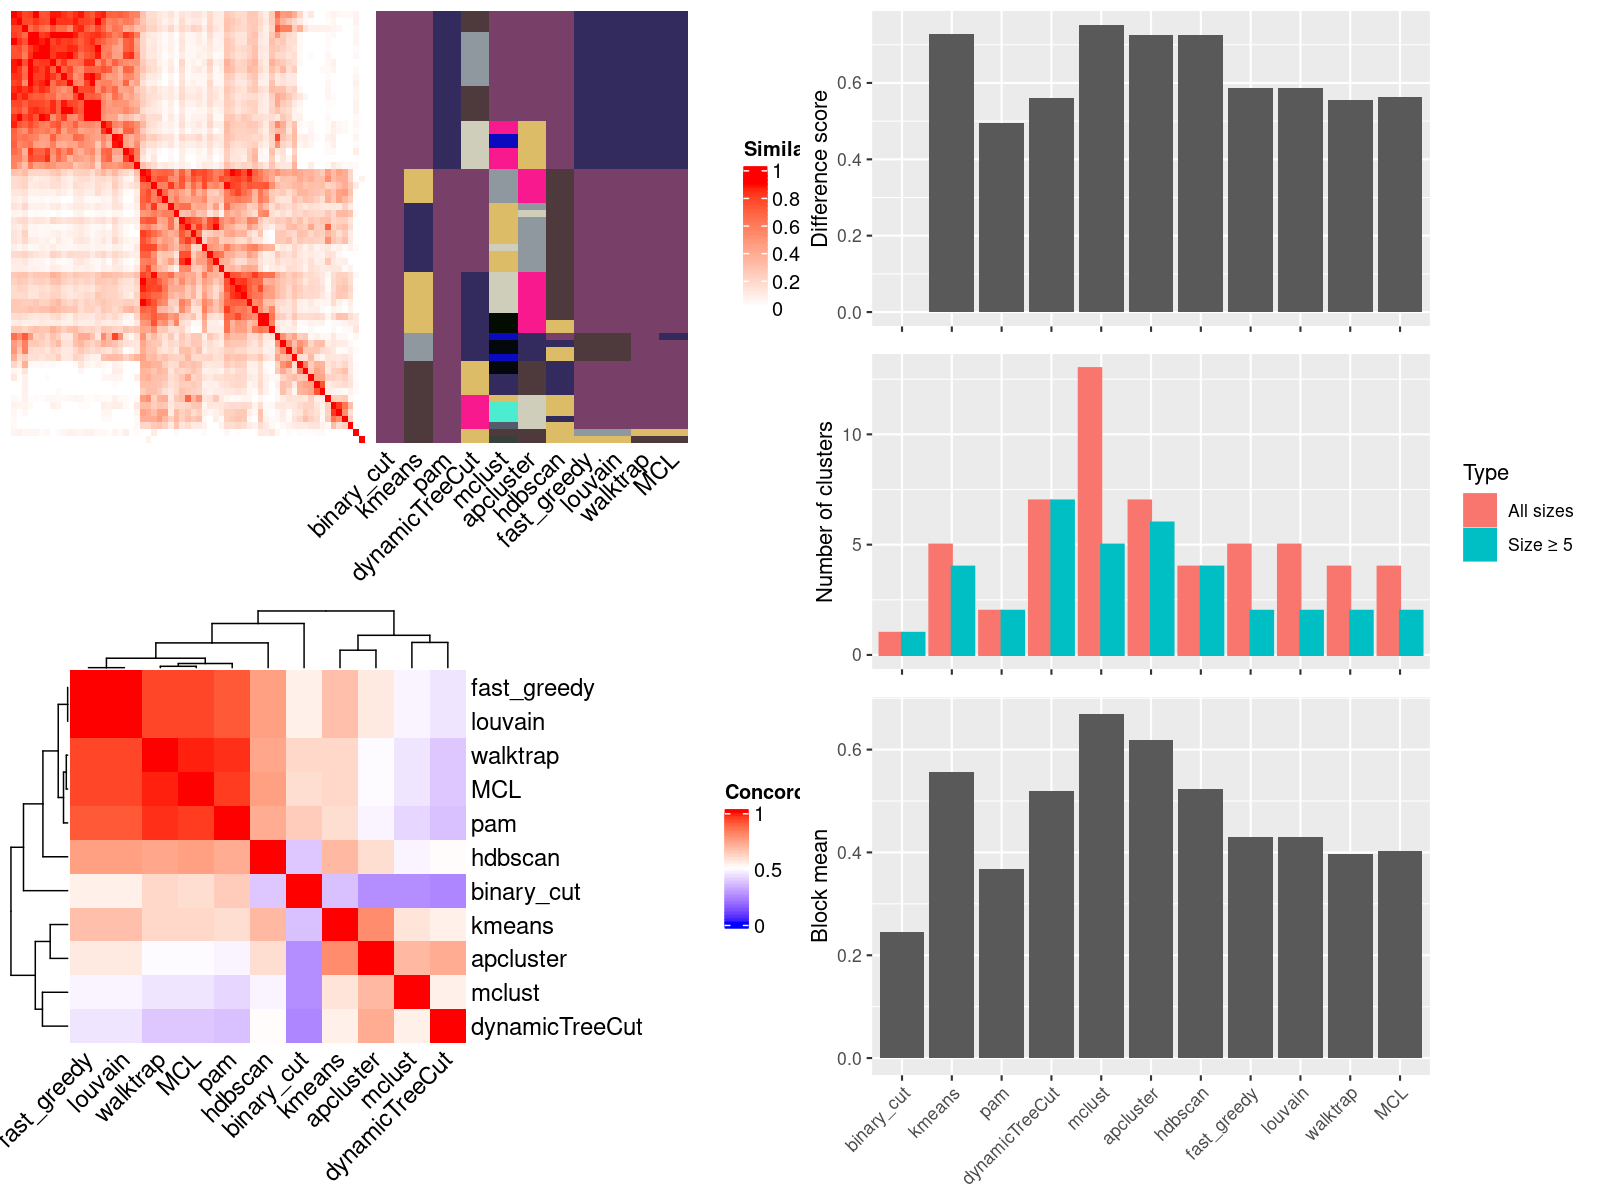 Simila
1
0.8
0.6
0.4
0.2
0
binary_cut
kmeans
pam
dynamicTreeCut
mclust
apcluster
hdbscan
fast_greedy
louvain
walktrap
MCL
fast_greedy
louvain
walktrap
MCL
pam
hdbscan
binary_cut
kmeans
apcluster
mclust
dynamicTreeCut
fast_greedy
louvain
walktrap
MCL
pam
hdbscan
binary_cut
kmeans
apcluster
mclust
dynamicTreeCut
Concord
1
0.5
0
Difference score
0.6
0.4
0.2
0.0
Number of clusters
10
5
0
Type
All sizes
Size ≥ 5
Block mean
0.6
0.4
0.2
0.0
binary_cut
kmeans
pam
dynamicTreeCut
mclust
apcluster
hdbscan
fast_greedy
louvain
walktrap
MCL